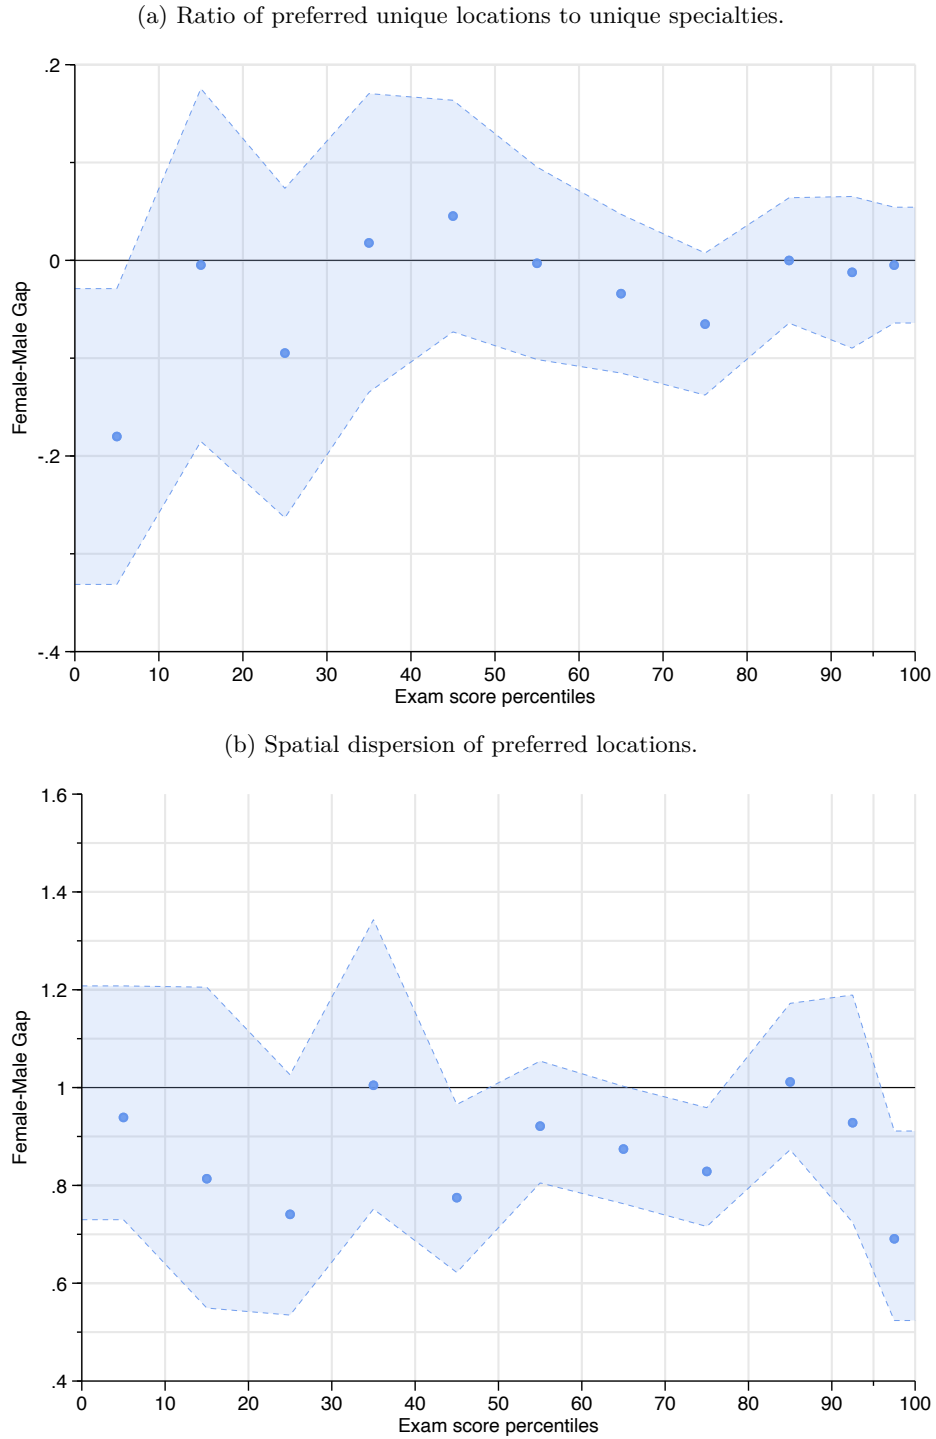 (a) Ratio of preferred unique locations to unique specialties.
.2
0
-.2
-.4
Female-Male Gap
0 10 20 30 40 50 60 70 80 90 100
Exam score percentiles
(b) Spatial dispersion of preferred locations.
1.6
1.4
1.2
1
.8
.6
.4
Female-Male Gap
0 10 20 30 40 50 60 70 80 90 100
Exam score percentiles